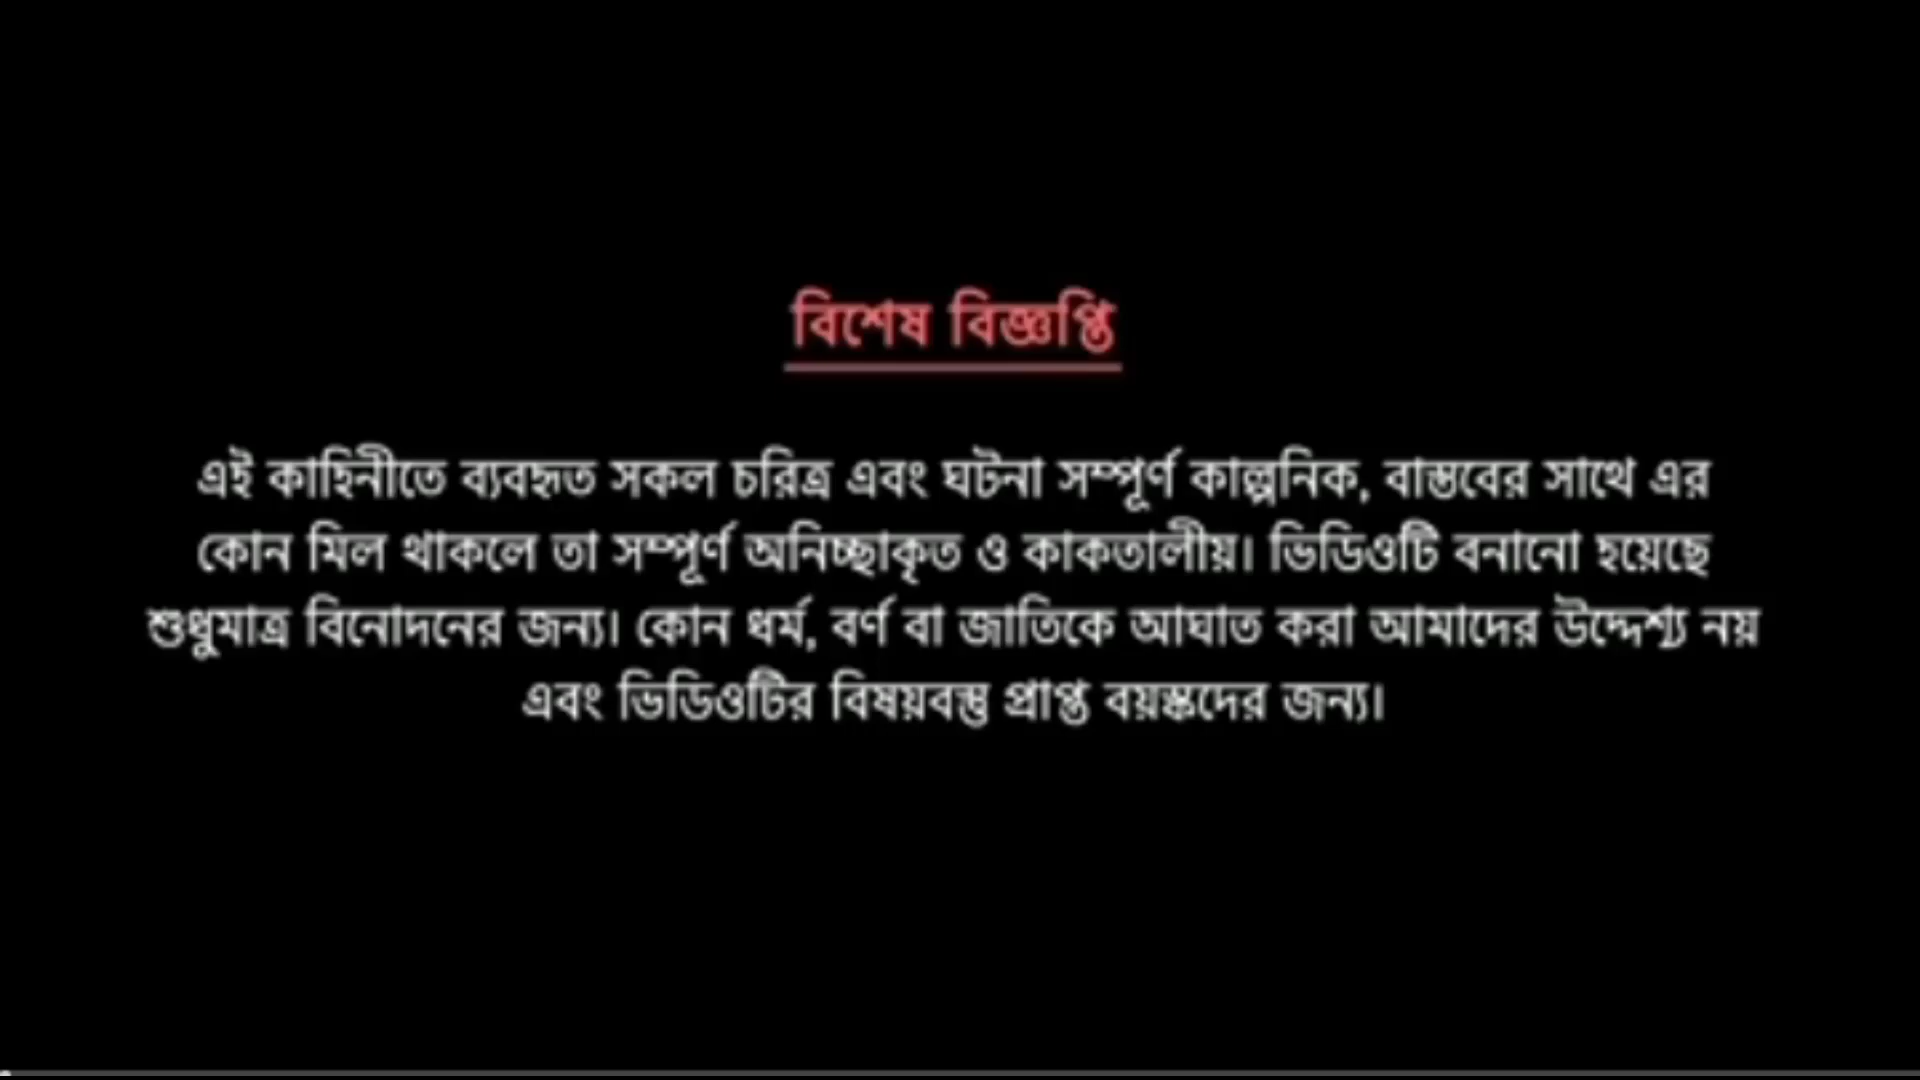 বিশেষ বিজ্ঞপ্তি
এই কাহিনীতে ব্যবহৃত সকল চরিত্র এবং ঘটনা সম্পূর্ণ কাল্পনিক, বাস্তবের সাথে এর
কোন মিল থাকলে তা সম্পূর্ণ অনিচ্ছাকৃত ও কাকতালীয়। ভিডিওটি বনানো হয়েছে
শুধুমাত্র বিনোদনের জন্য। কোন ধর্ম, বর্ণ বা জাতিকে আঘাত করা আমাদের উদ্দেশ্য নয়
এবং ভিডিওটির বিষয়বস্তু প্রাপ্ত বয়স্কদের জন্য।